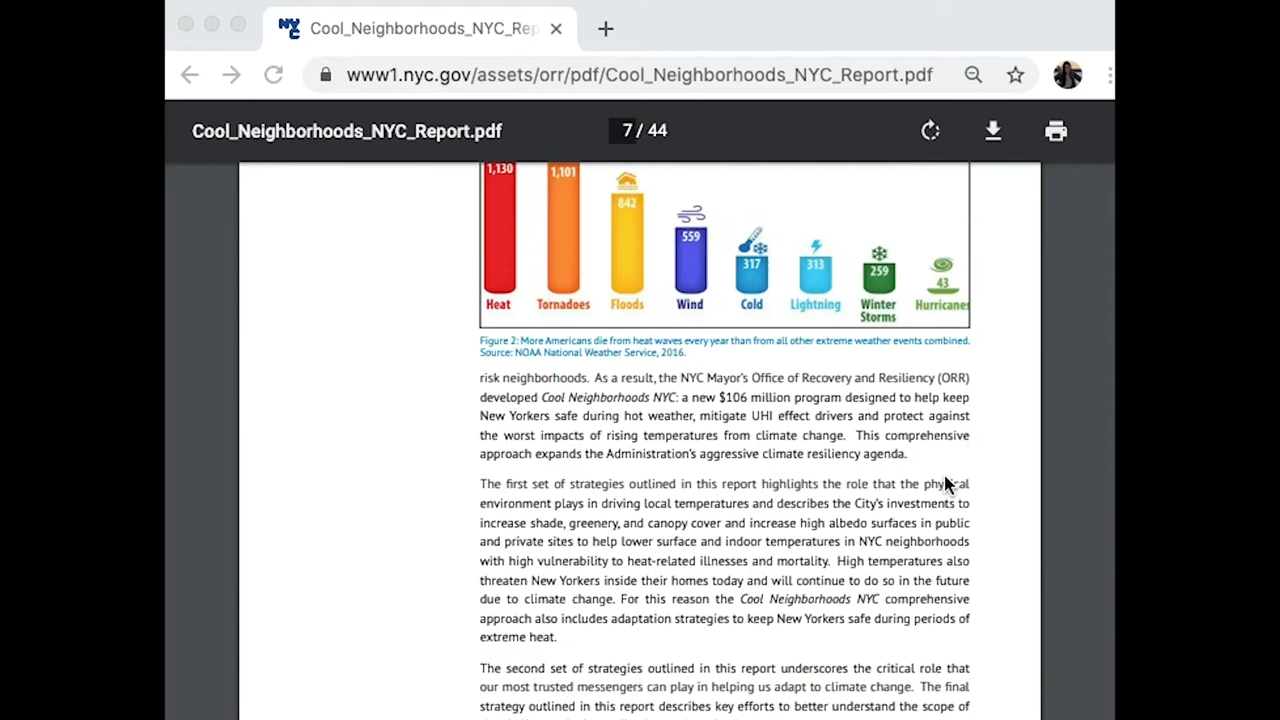 NYC
Cool_Neighborhoods_NYC_Rep
www1.nyc.gov/assets/orr/pdf/Cool_Neighborhoods_NYC_Report.pdf
Cool_Neighborhoods_NYC_Report.pdf
7 / 44
1,130 1,101 842 559 317 313 259 43
Heat Tornadoes Floods Wind Cold Lightning Winter Storms Hurricanes
Figure 2: More Americans die from heat waves every year than from all other extreme weather events combined.
Source: NOAA National Weather Service, 2016.
risk neighborhoods. As a result, the NYC Mayor's Office of Recovery and Resiliency (ORR)
developed Cool Neighborhoods NYC: a new $106 million program designed to help keep
New Yorkers safe during hot weather, mitigate UHI effect drivers and protect against
the worst impacts of rising temperatures from climate change. This comprehensive
approach expands the Administration's aggressive climate resiliency agenda.
The first set of strategies outlined in this report highlights the role that the physical
environment plays in driving local temperatures and describes the City's investments to
increase shade, greenery, and canopy cover and increase high albedo surfaces in public
and private sites to help lower surface and indoor temperatures in NYC neighborhoods
with high vulnerability to heat-related illnesses and mortality. High temperatures also
threaten New Yorkers inside their homes today and will continue to do so in the future
due to climate change. For this reason the Cool Neighborhoods NYC comprehensive
approach also includes adaptation strategies to keep New Yorkers safe during periods of
extreme heat.
The second set of strategies outlined in this report underscores the critical role that
our most trusted messengers can play in helping us adapt to climate change. The final
strategy outlined in this report describes key efforts to better understand the scope of